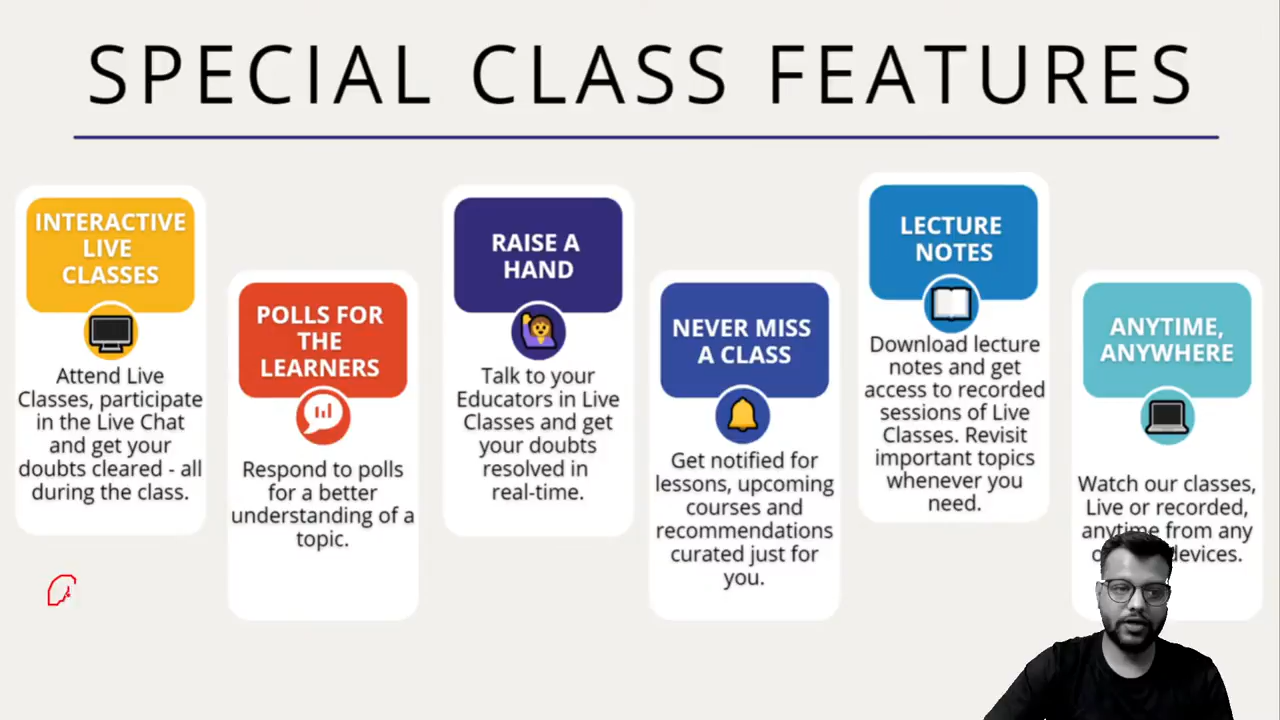 SPECIAL CLASS FEATURES
INTERACTIVE
LIVE
CLASSES
Attend Live
Classes, participate
in the Live Chat
and get your
doubts cleared - all
during the class.
POLLS FOR
THE
LEARNERS
Respond to polls
for a better
understanding of a
topic.
RAISE A
HAND
Talk to your
Educators in Live
Classes and get
your doubts
resolved in
real-time.
NEVER MISS
A CLASS
Get notified for
lessons, upcoming
courses and
recommendations
curated just for
you.
LECTURE
NOTES
Download lecture
notes and get
access to recorded
sessions of Live
Classes. Revisit
important topics
whenever you
need.
ANYTIME,
ANYWHERE
Watch our classes,
Live or recorded,
anytime from any
devices.